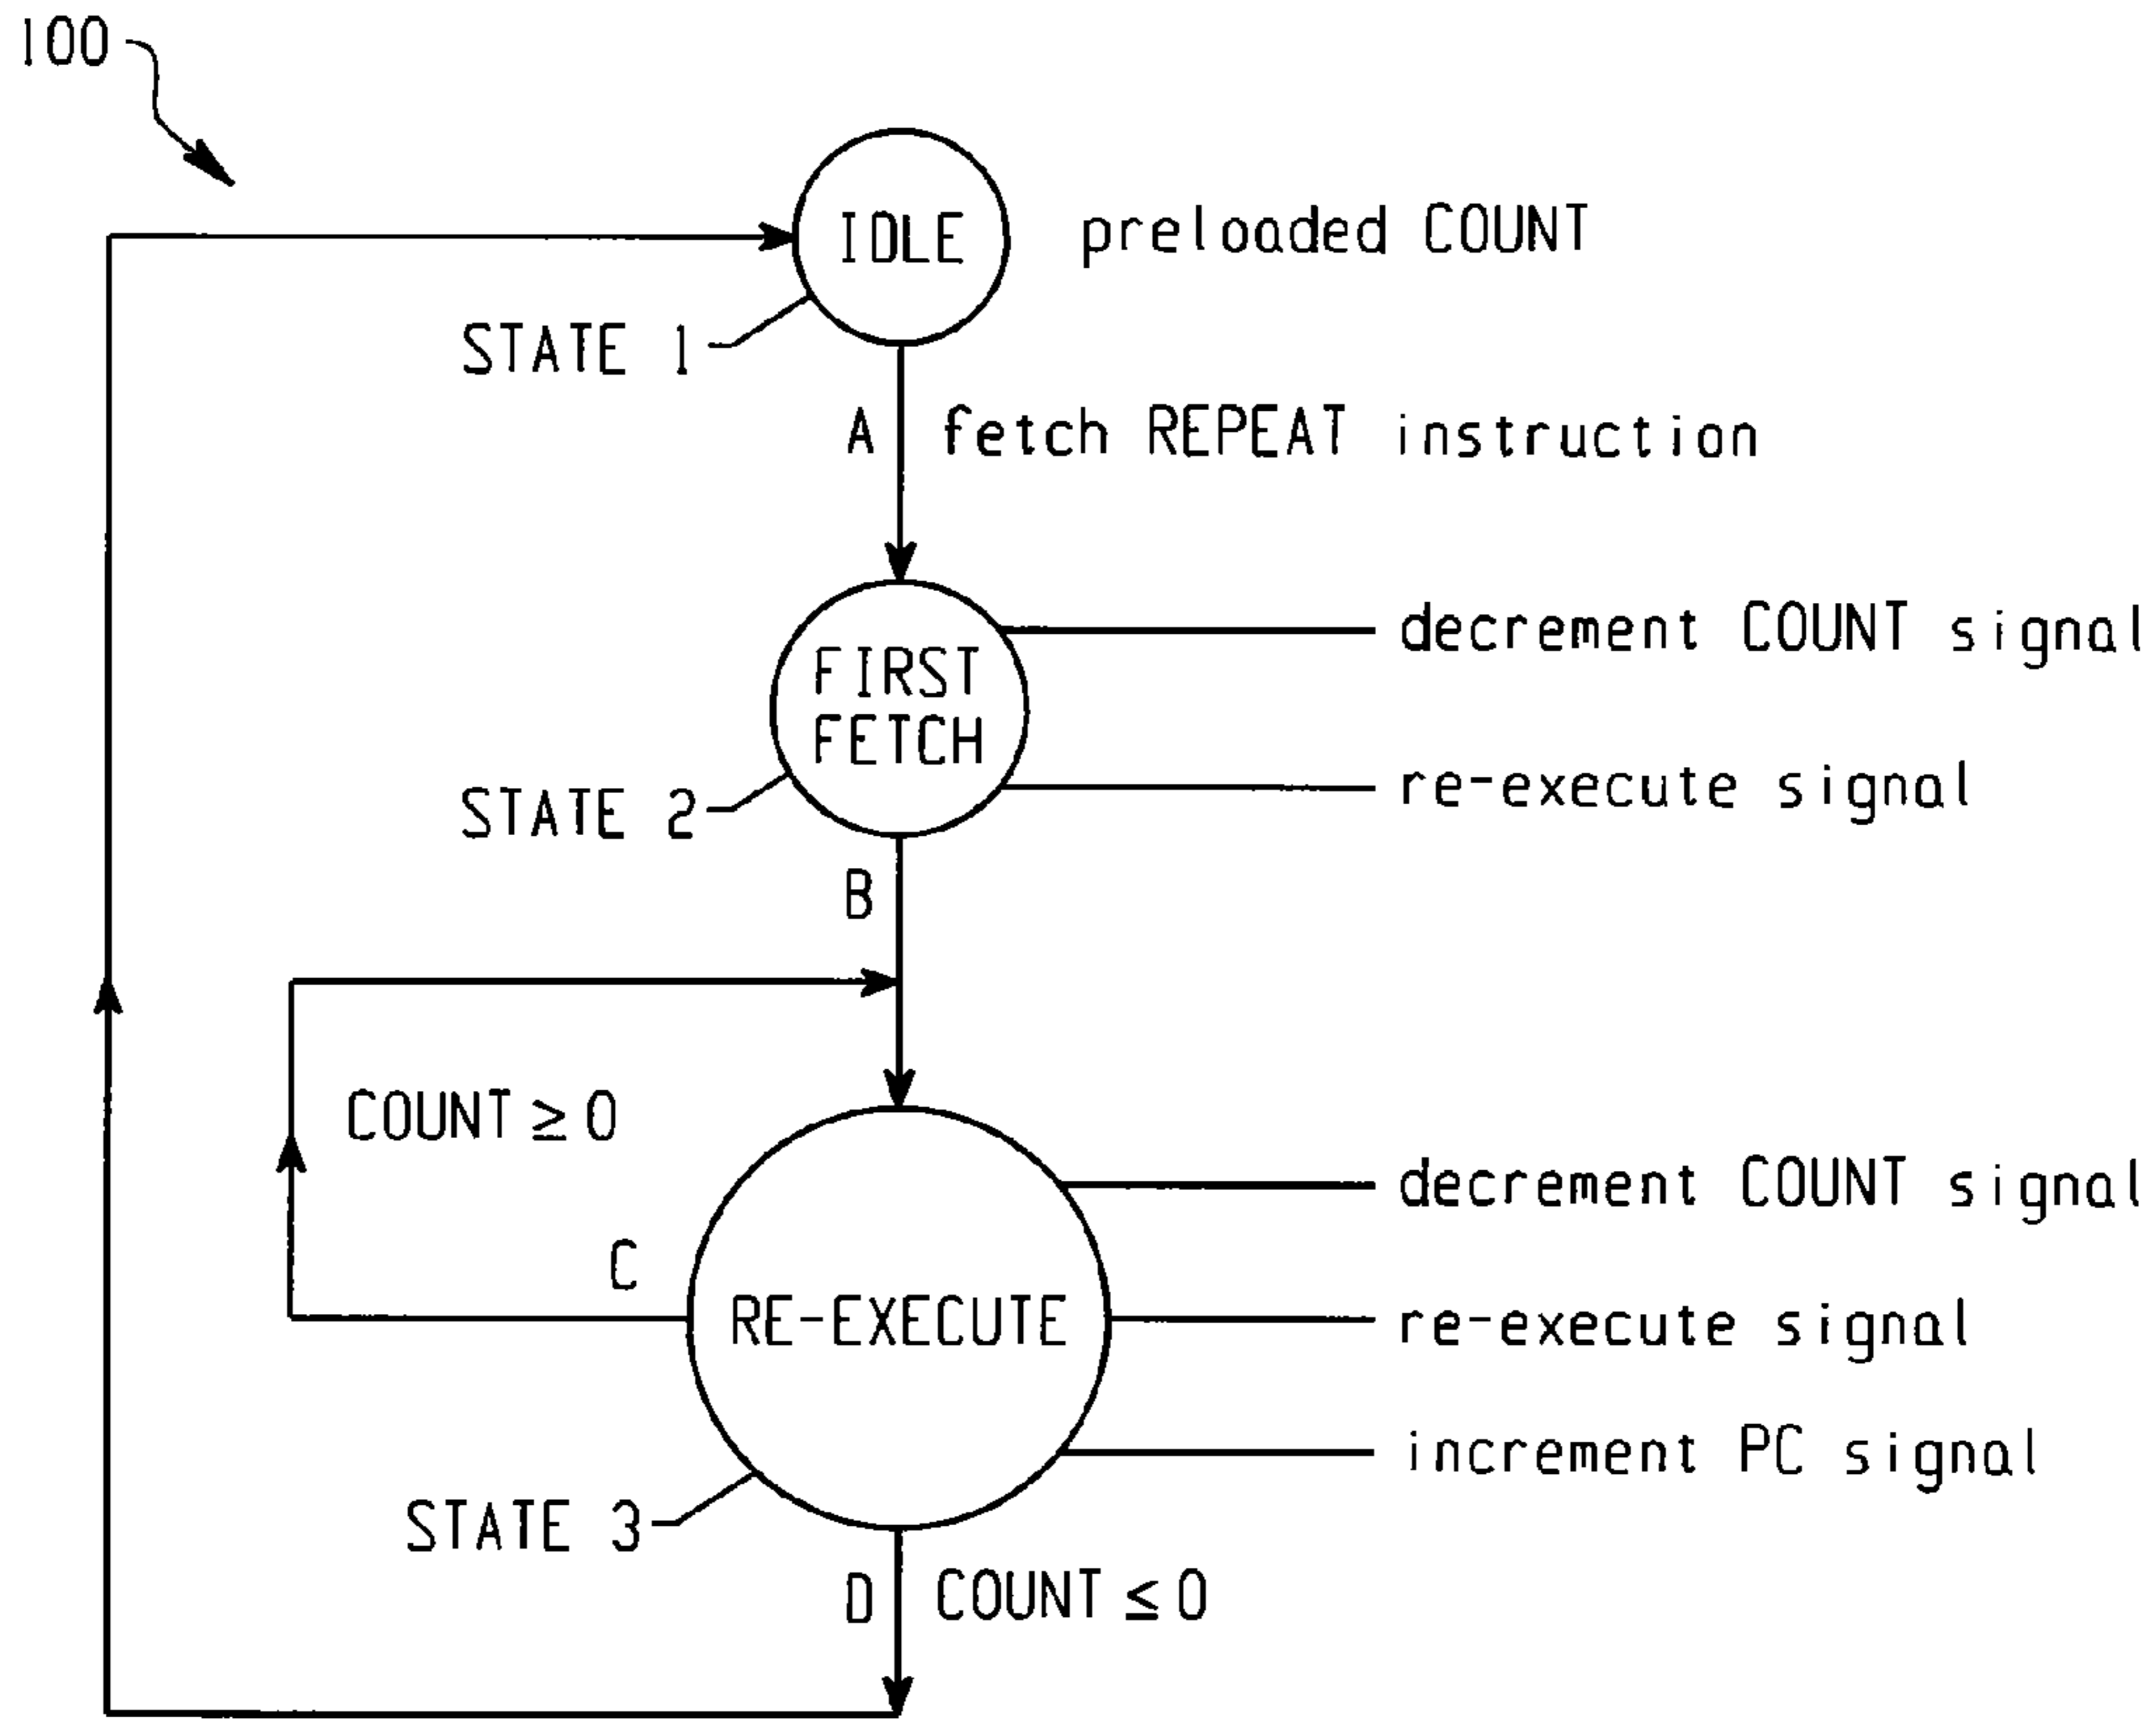 100
IDLE
preloaded COUNT
STATE 1
A
fetch REPEAT instruction
decrement COUNT signal
FIRST
FETCH
re-execute signal
STATE 2
B
COUNT ≥ 0
decrement COUNT signal
C
RE-EXECUTE
re-execute signal
increment PC signal
STATE 3
D
COUNT ≤ 0